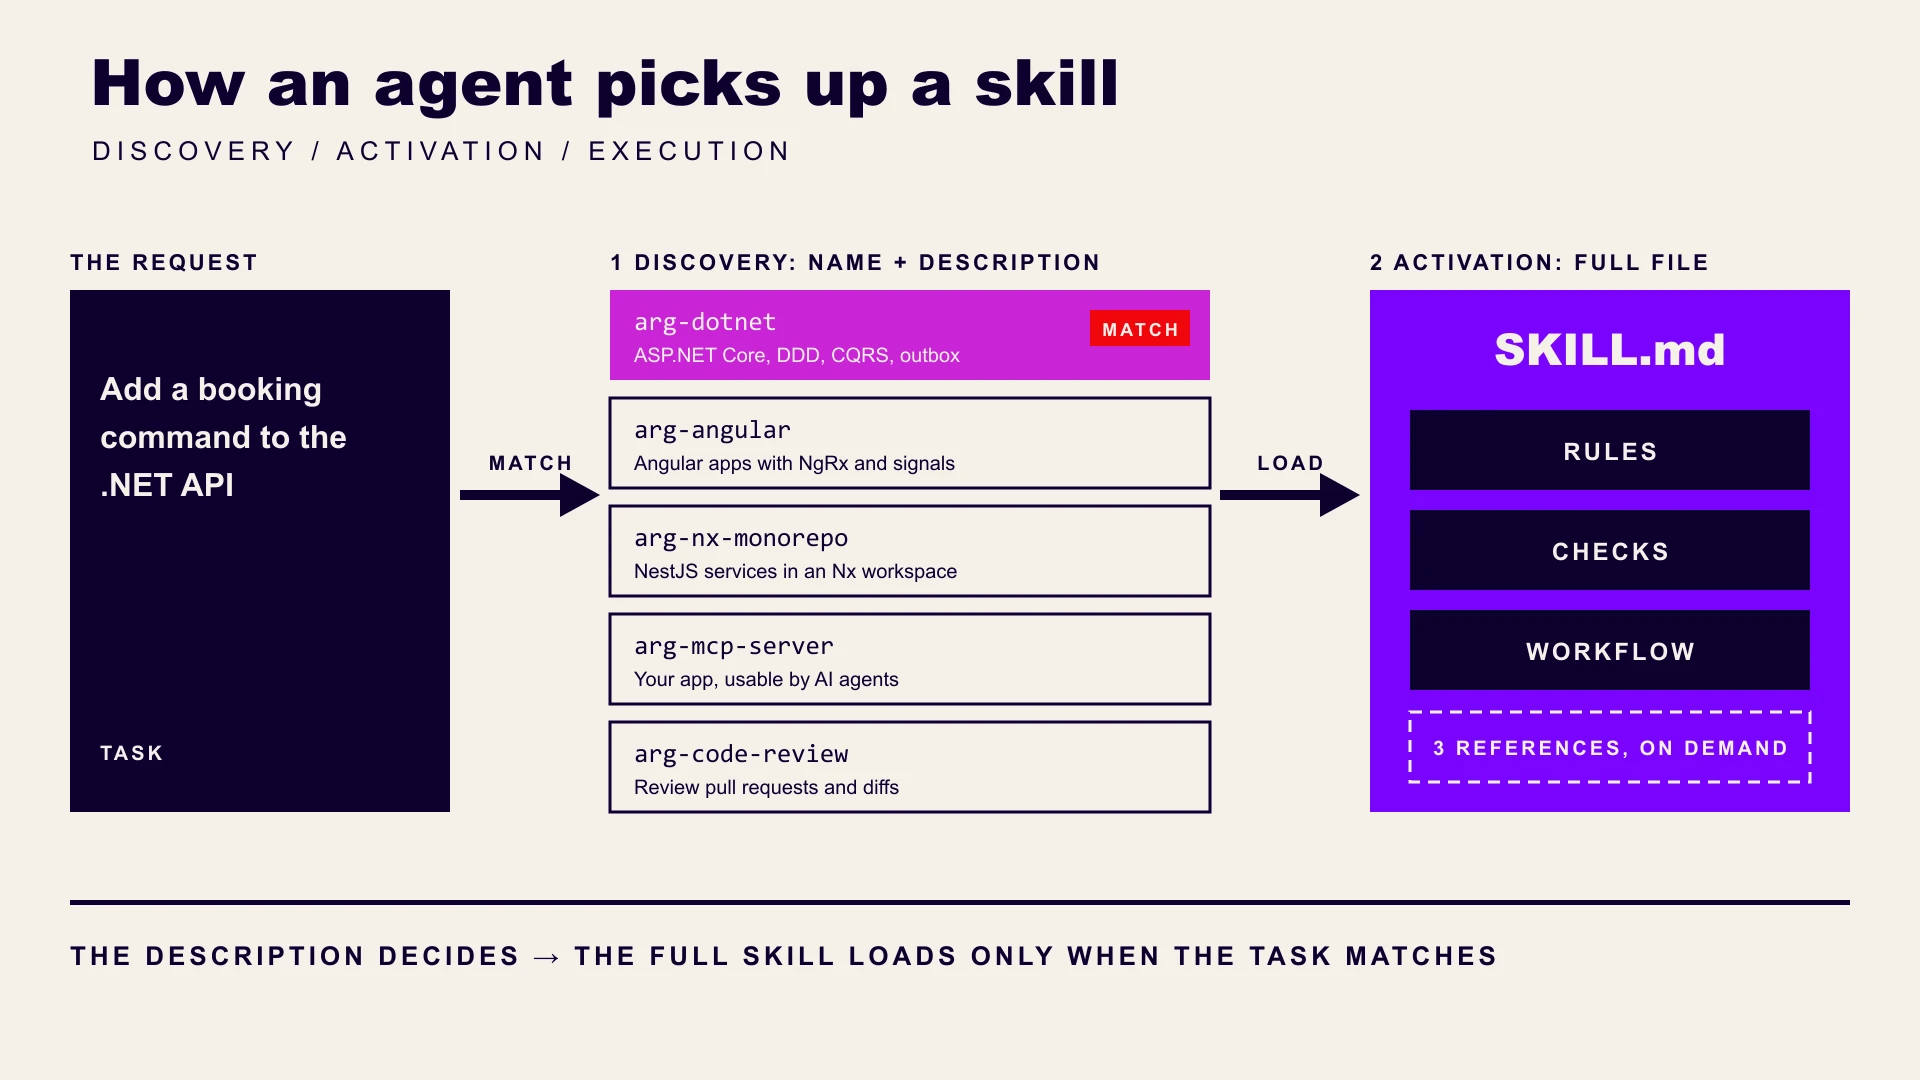 How an agent picks up a skill
DISCOVERY / ACTIVATION / EXECUTION
THE REQUEST
Add a booking
command to the
.NET API
TASK
MATCH
1 DISCOVERY: NAME + DESCRIPTION
arg-dotnet
ASP.NET Core, DDD, CQRS, outbox
MATCH
arg-angular
Angular apps with NgRx and signals
arg-nx-monorepo
NestJS services in an Nx workspace
arg-mcp-server
Your app, usable by AI agents
arg-code-review
Review pull requests and diffs
LOAD
2 ACTIVATION: FULL FILE
SKILL.md
RULES
CHECKS
WORKFLOW
3 REFERENCES, ON DEMAND
THE DESCRIPTION DECIDES → THE FULL SKILL LOADS ONLY WHEN THE TASK MATCHES